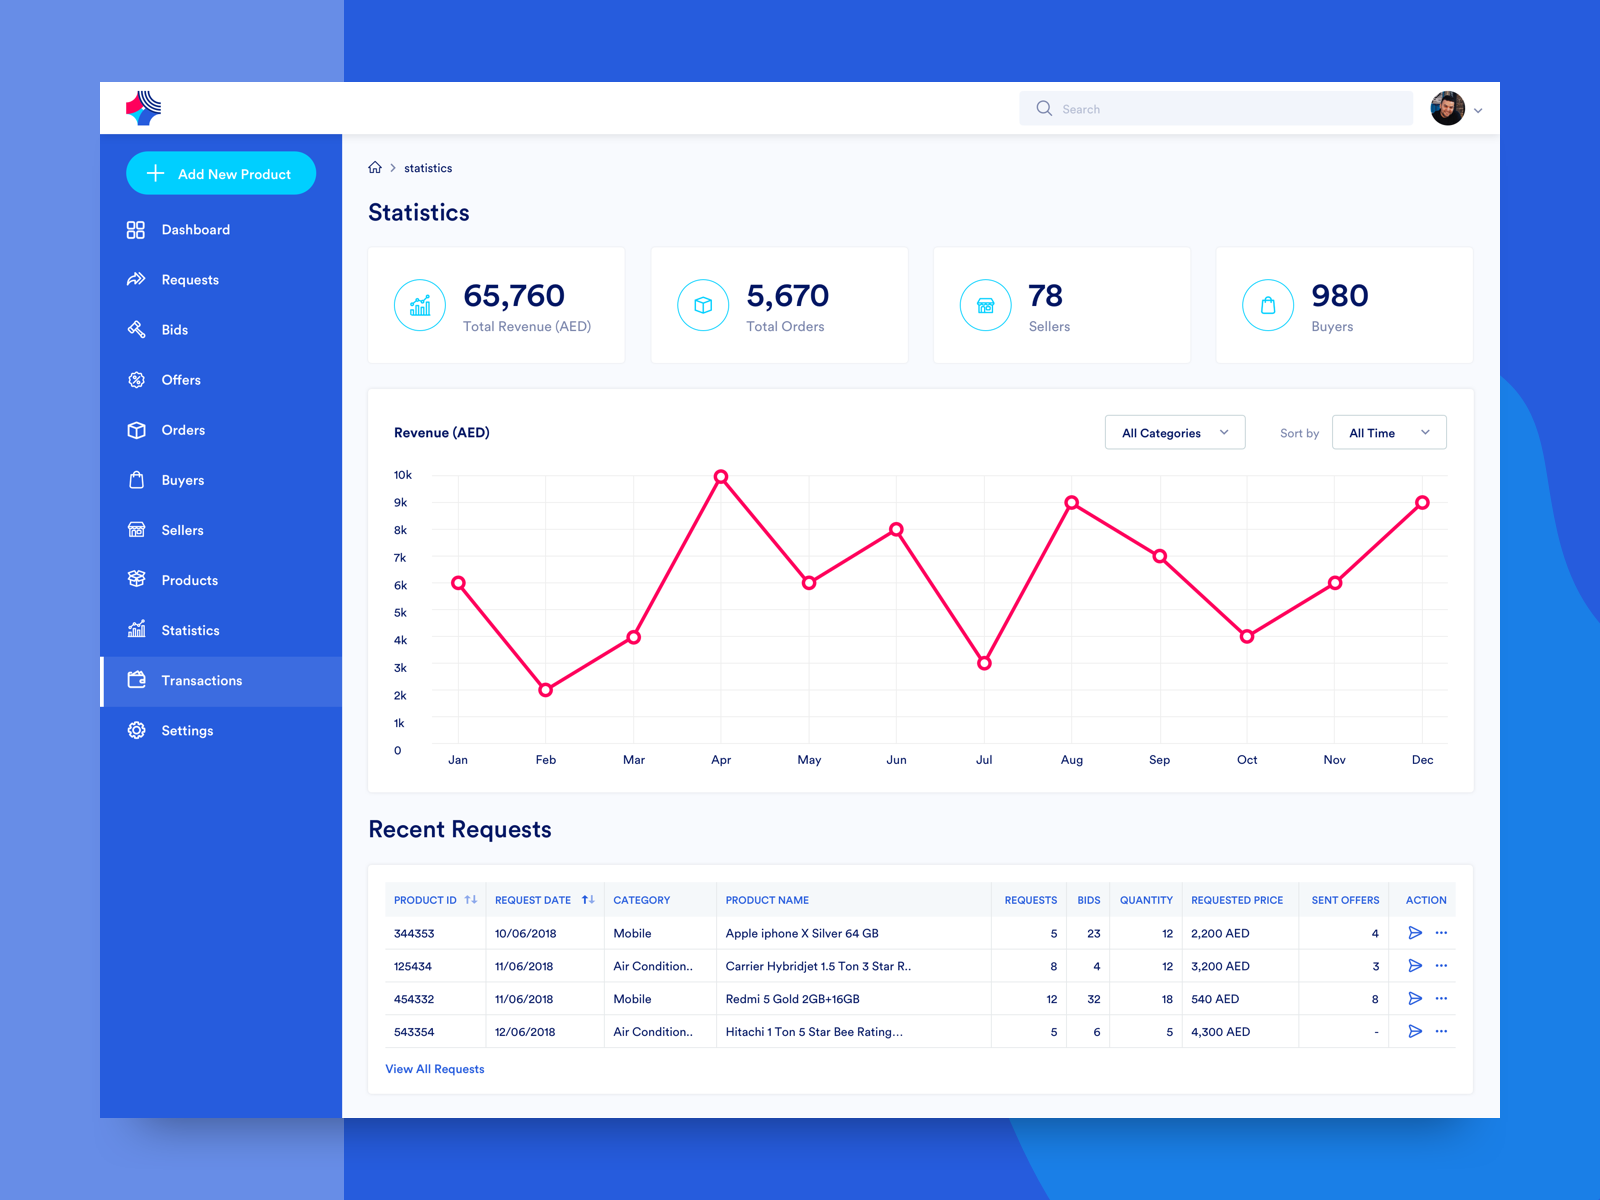 Search
Add New Product
Dashboard
Requests
Bids
Offers
Orders
Buyers
Sellers
Products
Statistics
Transactions
Settings
statistics
Statistics
65,760
Total Revenue (AED)
5,670
Total Orders
78
Sellers
980
Buyers
Revenue (AED)
All Categories
Sort by
All Time
10k
9k
8k
7k
6k
5k
4k
3k
2k
1k
0
Jan Feb Mar Apr May Jun Jul Aug Sep Oct Nov Dec
Recent Requests
PRODUCT ID REQUEST DATE CATEGORY PRODUCT NAME REQUESTS BIDS QUANTITY REQUESTED PRICE SENT OFFERS ACTION
344353 10/06/2018 Mobile Apple iphone X Silver 64 GB 5 23 12 2,200 AED 4
125434 11/06/2018 Air Condition.. Carrier Hybridjet 1.5 Ton 3 Star R.. 8 4 12 3,200 AED 3
454332 11/06/2018 Mobile Redmi 5 Gold 2GB+16GB 12 32 18 540 AED 8
543354 12/06/2018 Air Condition.. Hitachi 1 Ton 5 Star Bee Rating... 5 6 5 4,300 AED -
View All Requests